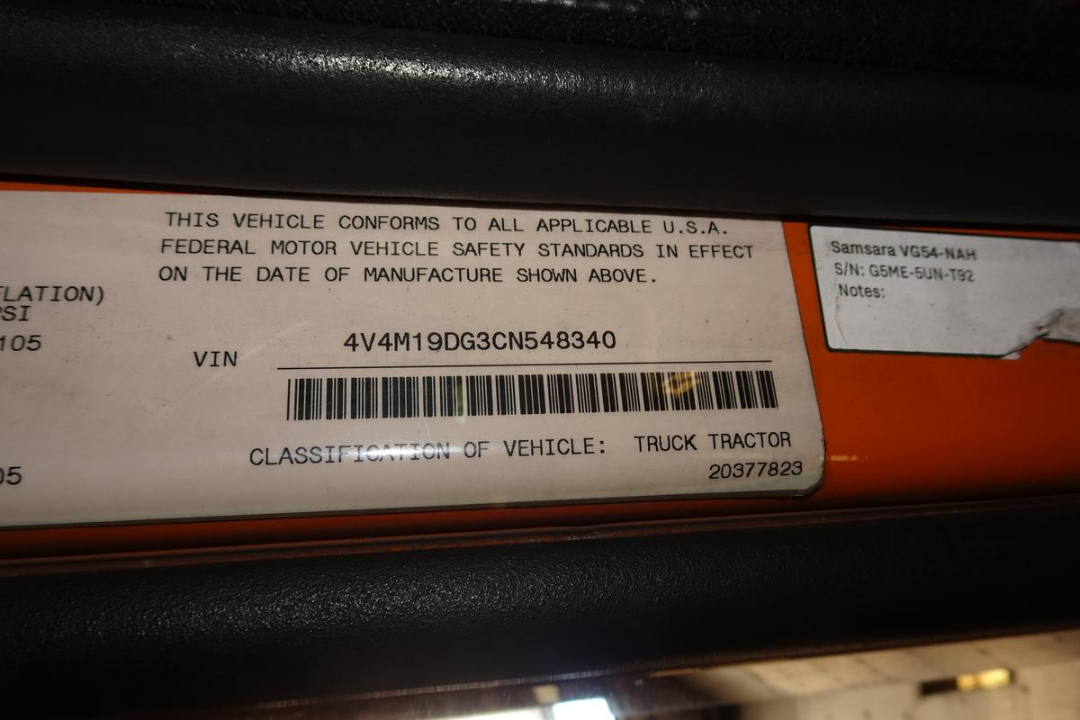 THIS VEHICLE CONFORMS TO ALL APPLICABLE U.S.A.
FEDERAL MOTOR VEHICLE SAFETY STANDARDS IN EFFECT
ON THE DATE OF MANUFACTURE SHOWN ABOVE.
FLATION)
PSI
105
VIN 4V4M19DG3CN548340
CLASSIFICATION OF VEHICLE: TRUCK TRACTOR
20377823
05
Samsara VG54-NAH
S/N: G5ME-5UN-T92
Notes: